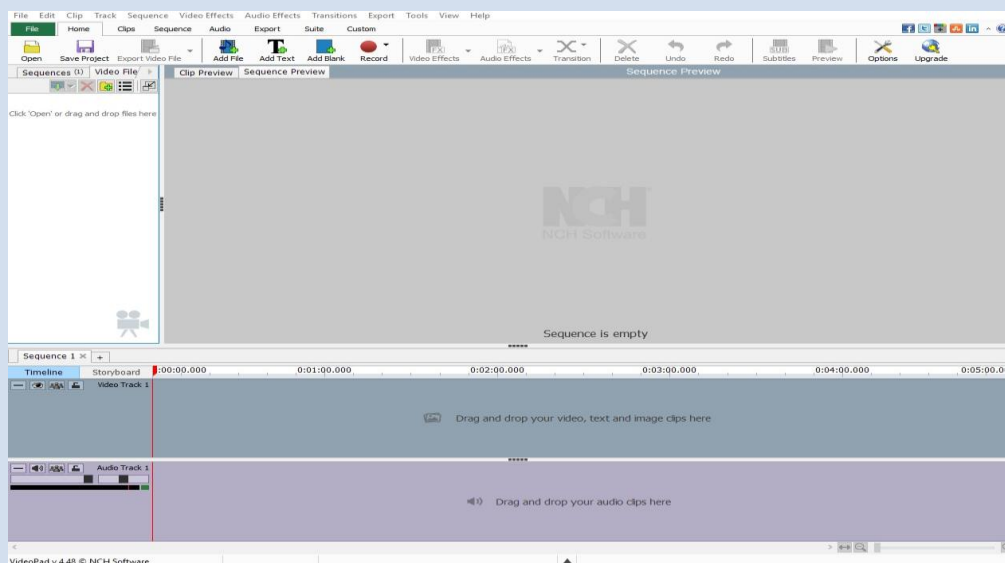 File Edit Clip Track Sequence Video Effects Audio Effects Transitions Export Tools View Help
File Home Clips Sequence Audio Export Suite Custom
Open Save Project Export Video File Add File Add Text Add Blank Record Video Effects Audio Effects Transition Delete Undo Redo Subtitles Preview Options Upgrade
Sequences (1) Video File Clip Preview Sequence Preview Sequence Preview
Click 'Open' or drag and drop files here
NCH
NCH Software
Sequence is empty
Sequence 1 × +
Timeline Storyboard :00:00.000 0:01:00.000 0:02:00.000 0:03:00.000 0:04:00.000 0:05:00.0
Video Track 1
Drag and drop your video, text and image clips here
Audio Track 1
Drag and drop your audio clips here
VideoPad v 4.48 © NCH Software